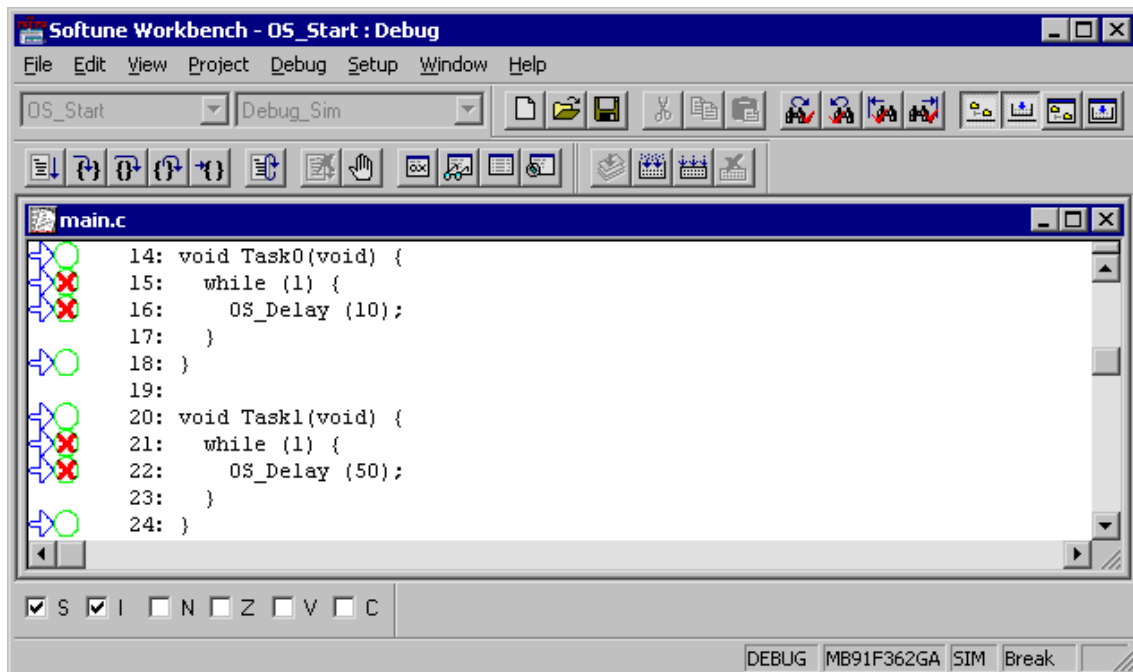 Softune Workbench - OS_Start : Debug
File Edit View Project Debug Setup Window Help
OS_Start Debug_Sim
main.c
14: void Task0(void) {
15: while (1) {
16: OS_Delay (10);
17: }
18: }
19:
20: void Task1(void) {
21: while (1) {
22: OS_Delay (50);
23: }
24: }
S I N Z V C
DEBUG MB91F362GA SIM Break